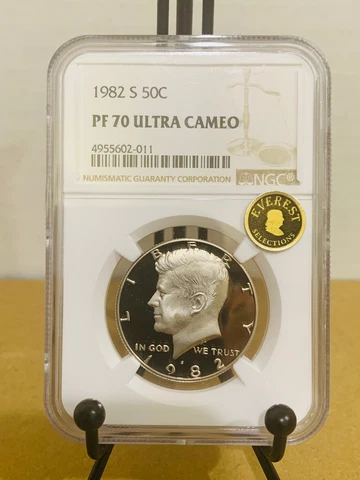 1982 S 50C
PF 70 ULTRA CAMEO
4955602-011
NUMISMATIC GUARANTY CORPORATION
NGC®
EVEREST
SELECTIONS
LIBERTY
IN GOD WE TRUST
S
1982